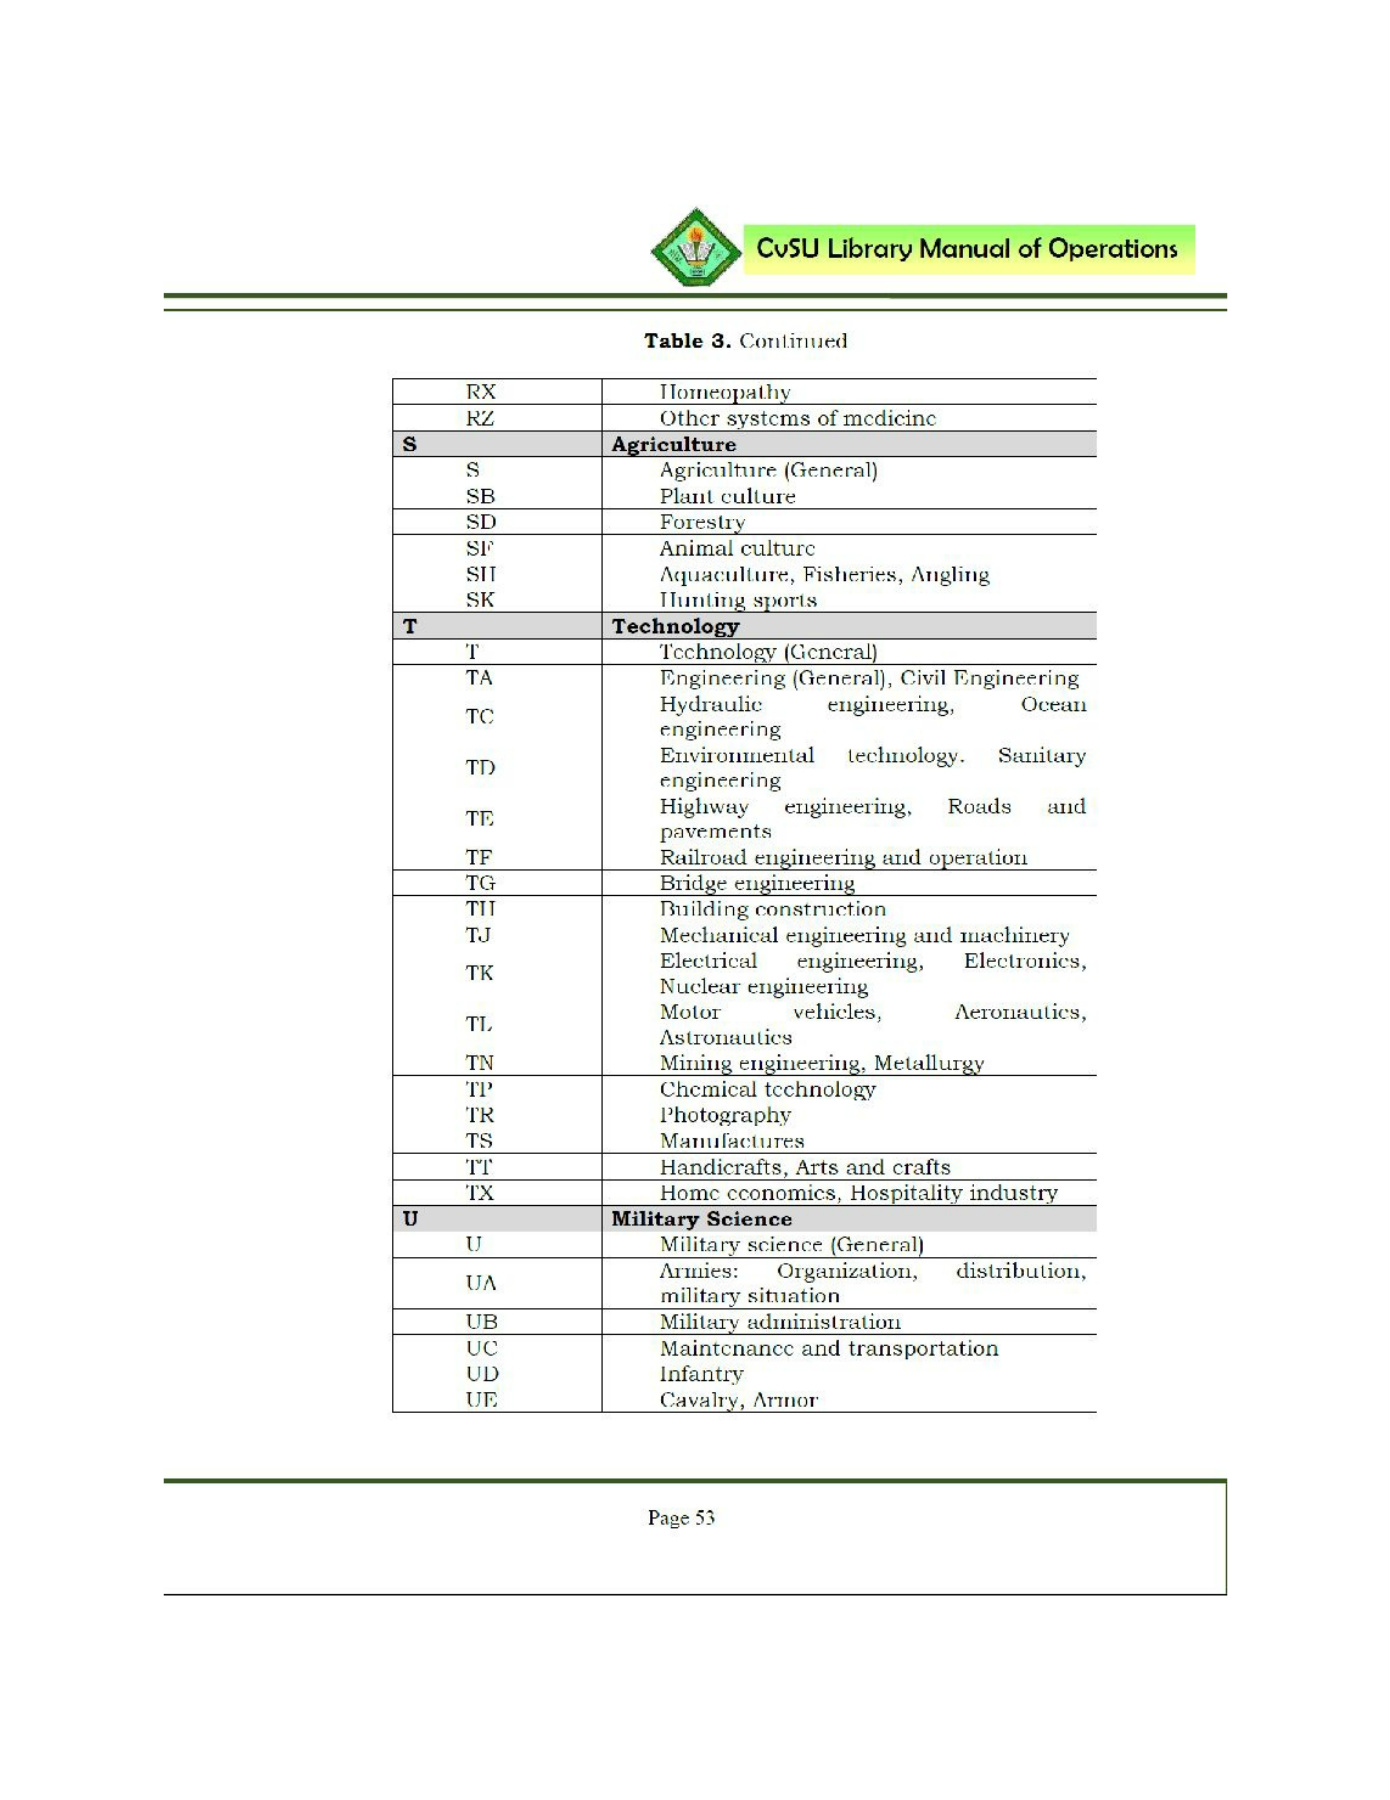 CvSU Library Manual of Operations
Table 3. Continued
RX Homeopathy
RZ Other systems of medicine
S Agriculture
S Agriculture (General)
SB Plant culture
SD Forestry
SF Animal culture
SH Aquaculture, Fisheries, Angling
SK Hunting sports
T Technology
T Technology (General)
TA Engineering (General), Civil Engineering
TC Hydraulic engineering, Ocean
engineering
TD Environmental technology. Sanitary
engineering
TE Highway engineering, Roads and
pavements
TF Railroad engineering and operation
TG Bridge engineering
TH Building construction
TJ Mechanical engineering and machinery
TK Electrical engineering, Electronics,
Nuclear engineering
TL Motor vehicles, Aeronautics,
Astronautics
TN Mining engineering, Metallurgy
TP Chemical technology
TR Photography
TS Manufactures
TT Handicrafts, Arts and crafts
TX Home economics, Hospitality industry
U Military Science
U Military science (General)
UA Armies: Organization, distribution,
military situation
UB Military administration
UC Maintenance and transportation
UD Infantry
UE Cavalry, Armor
Page 53